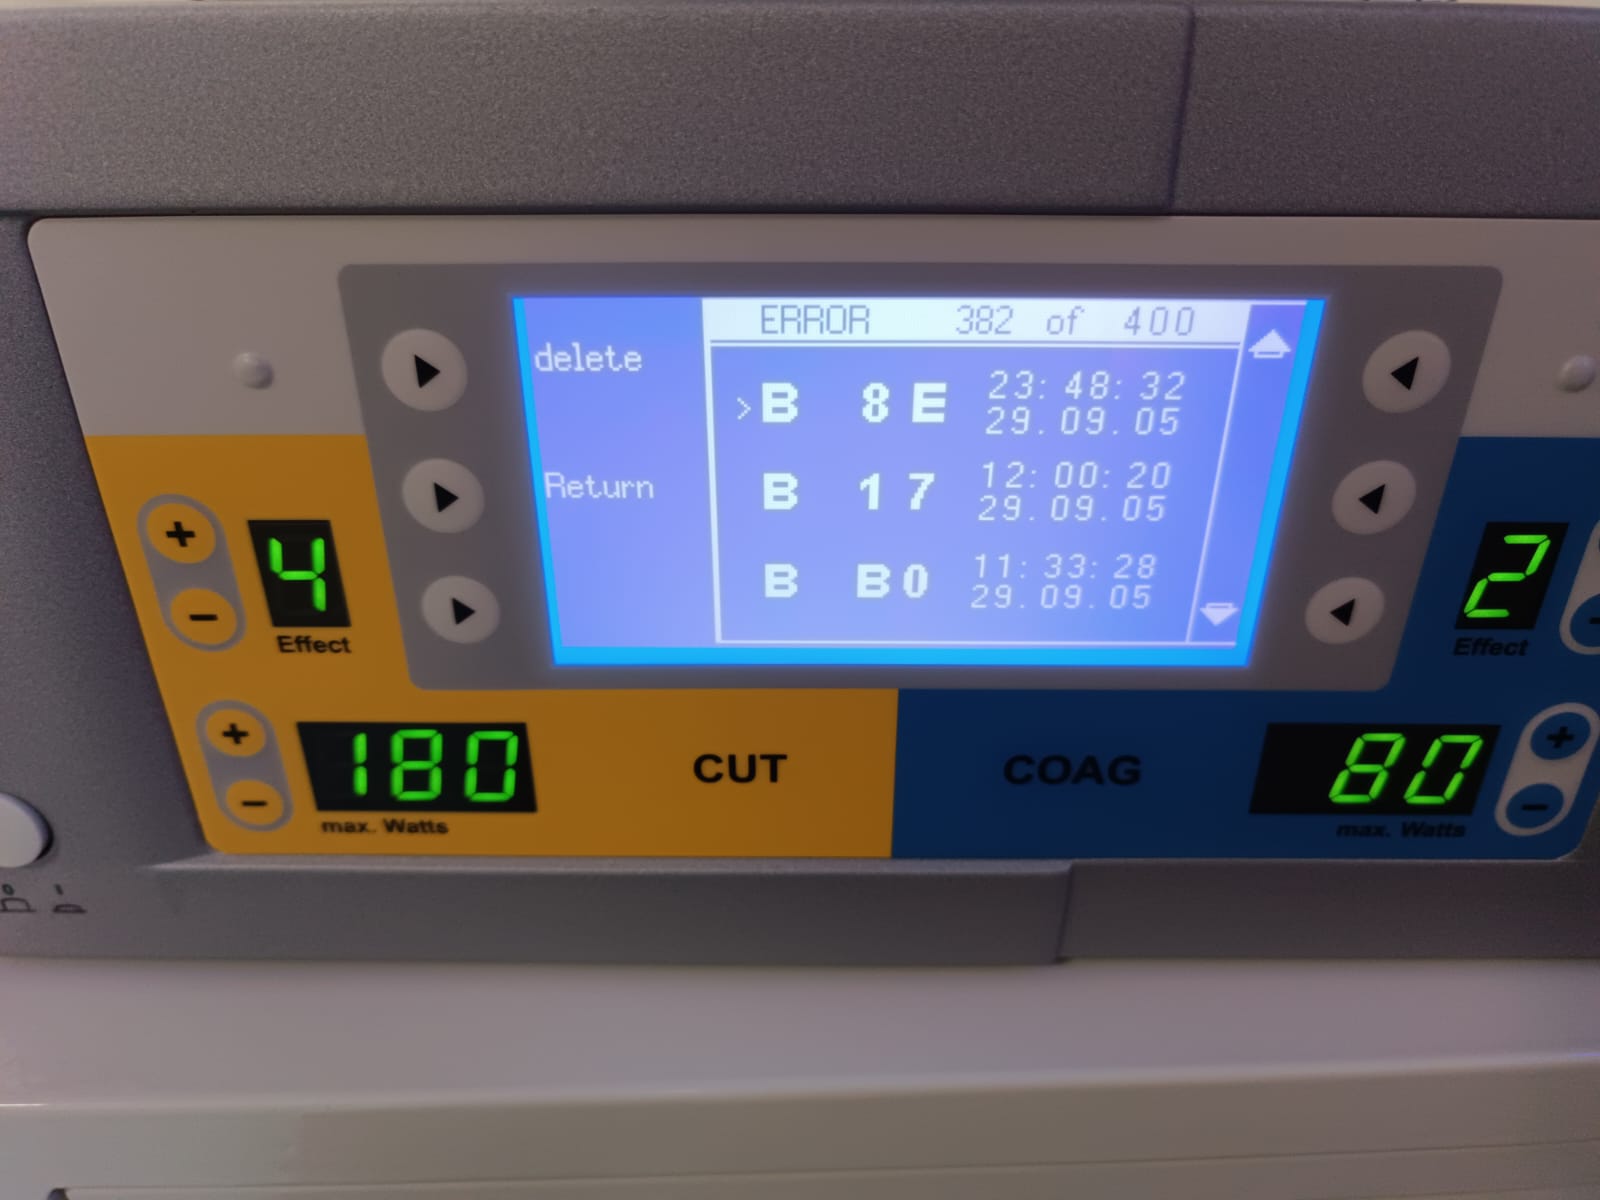 ERROR 382 of 400
delete
> B 8E 23:48:32
29.09.05
Return
B 17 12:00:20
29.09.05
B B0 11:33:28
29.09.05
+
-
4
Effect
2
Effect
-
+
-
180
max. Watts
CUT
COAG
80
max. Watts
+
-